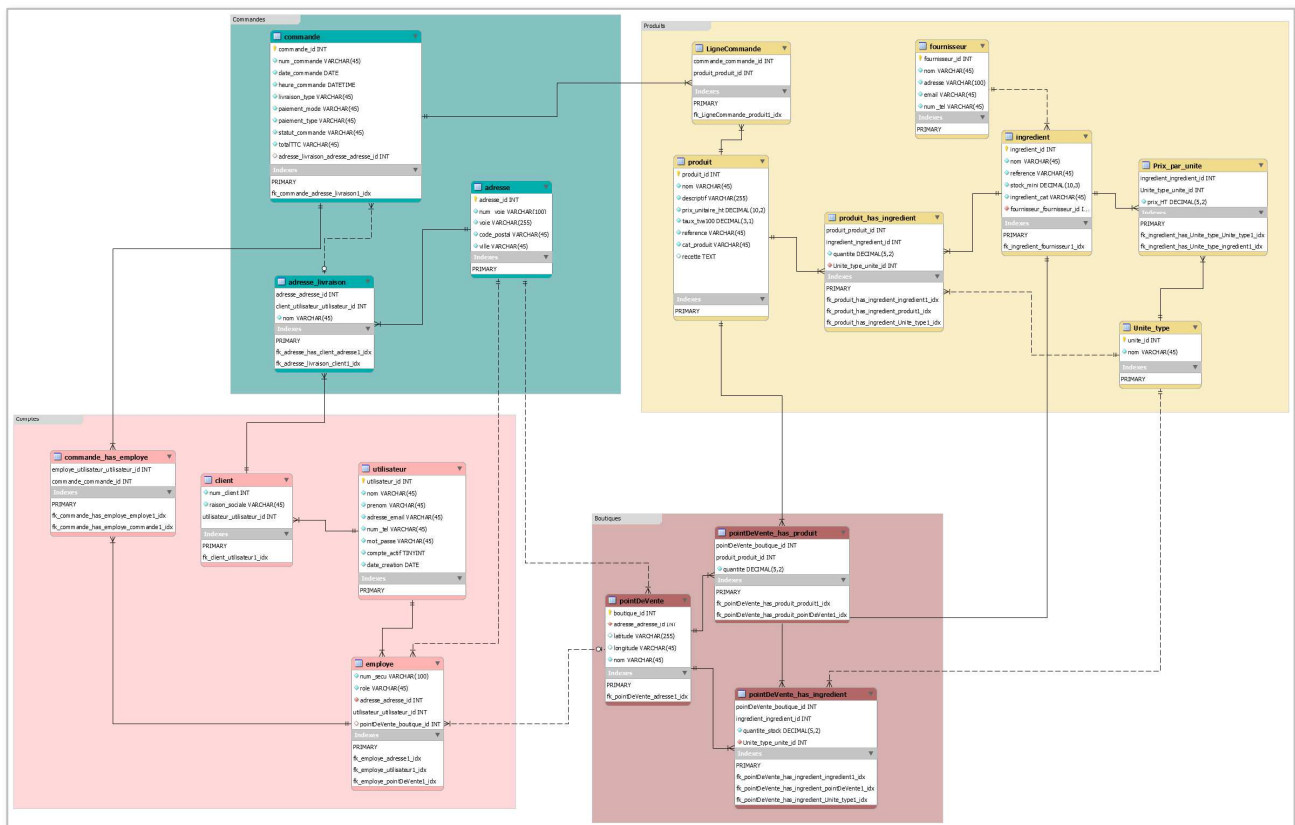 Commandes
commande
commande_id INT
num_commande VARCHAR(45)
date_commande DATE
heure_commande DATETIME
livraison_type VARCHAR(45)
paiement_mode VARCHAR(45)
paiement_type VARCHAR(45)
statut_commande VARCHAR(45)
totalTTC VARCHAR(45)
adresse_livraison_adresse_adresse_id INT
Indexes
PRIMARY
fk_commande_adresse_livraison1_idx
adresse
adresse_id INT
num_voie VARCHAR(100)
voie VARCHAR(255)
code_postal VARCHAR(45)
ville VARCHAR(45)
Indexes
PRIMARY
adresse_livraison
adresse_adresse_id INT
client_utilisateur_utilisateur_id INT
nom VARCHAR(45)
Indexes
PRIMARY
fk_adresse_has_client_adresse1_idx
fk_adresse_livraison_client1_idx
Produits
LigneCommande
commande_commande_id INT
produit_produit_id INT
Indexes
PRIMARY
fk_LigneCommande_produit1_idx
fournisseur
fournisseur_id INT
nom VARCHAR(45)
adresse VARCHAR(100)
email VARCHAR(45)
num_tel VARCHAR(45)
Indexes
PRIMARY
produit
produit_id INT
nom VARCHAR(45)
descriptif VARCHAR(255)
prix_unitaire_ht DECIMAL(10,2)
taux_tva100 DECIMAL(3,1)
reference VARCHAR(45)
cat_produit VARCHAR(45)
recette TEXT
Indexes
PRIMARY
ingredient
ingredient_id INT
nom VARCHAR(45)
reference VARCHAR(45)
stock_mini DECIMAL(10,3)
ingredient_cat VARCHAR(45)
fournisseur_fournisseur_id I...
Indexes
PRIMARY
fk_ingredient_fournisseur1_idx
Prix_par_unite
ingredient_ingredient_id INT
Unite_type_unite_id INT
prix_HT DECIMAL(5,2)
Indexes
PRIMARY
fk_ingredient_has_Unite_type_Unite_type1_idx
fk_ingredient_has_Unite_type_ingredient1_idx
produit_has_ingredient
produit_produit_id INT
ingredient_ingredient_id INT
quantite DECIMAL(5,2)
Unite_type_unite_id INT
Indexes
PRIMARY
fk_produit_has_ingredient_ingredient1_idx
fk_produit_has_ingredient_produit1_idx
fk_produit_has_ingredient_Unite_type1_idx
Unite_type
unite_id INT
nom VARCHAR(45)
Indexes
PRIMARY
Comptes
commande_has_employe
employe_utilisateur_utilisateur_id INT
commande_commande_id INT
Indexes
PRIMARY
fk_commande_has_employe_employe1_idx
fk_commande_has_employe_commande1_idx
client
num_client INT
raison_sociale VARCHAR(45)
utilisateur_utilisateur_id INT
Indexes
PRIMARY
fk_client_utilisateur1_idx
utilisateur
utilisateur_id INT
nom VARCHAR(45)
prenom VARCHAR(45)
adresse_email VARCHAR(45)
num_tel VARCHAR(45)
mot_passe VARCHAR(45)
compte_actif TINYINT
date_creation DATE
Indexes
PRIMARY
employe
num_secu VARCHAR(100)
role VARCHAR(45)
adresse_adresse_id INT
utilisateur_utilisateur_id INT
pointDeVente_boutique_id INT
Indexes
PRIMARY
fk_employe_adresse1_idx
fk_employe_utilisateur1_idx
fk_employe_pointDeVente1_idx
Boutiques
pointDeVente_has_produit
pointDeVente_boutique_id INT
produit_produit_id INT
quantite DECIMAL(5,2)
Indexes
PRIMARY
fk_pointDeVente_has_produit_produit1_idx
fk_pointDeVente_has_produit_pointDeVente1_idx
pointDeVente
boutique_id INT
adresse_adresse_id INT
latitude VARCHAR(255)
longitude VARCHAR(45)
nom VARCHAR(45)
Indexes
PRIMARY
fk_pointDeVente_adresse1_idx
pointDeVente_has_ingredient
pointDeVente_boutique_id INT
ingredient_ingredient_id INT
quantite_stock DECIMAL(5,2)
Unite_type_unite_id INT
Indexes
PRIMARY
fk_pointDeVente_has_ingredient_ingredient1_idx
fk_pointDeVente_has_ingredient_pointDeVente1_idx
fk_pointDeVente_has_ingredient_Unite_type1_idx